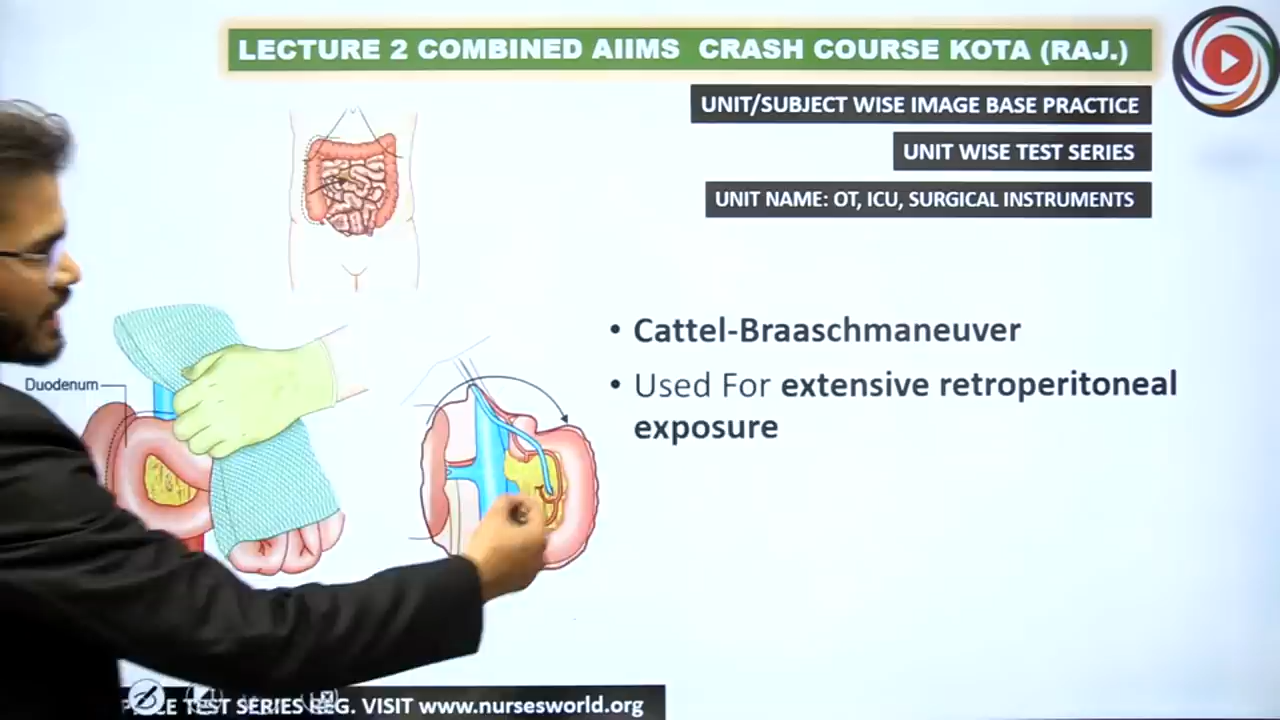 LECTURE 2 COMBINED AIIMS CRASH COURSE KOTA (RAJ.)
UNIT/SUBJECT WISE IMAGE BASE PRACTICE
UNIT WISE TEST SERIES
UNIT NAME: OT, ICU, SURGICAL INSTRUMENTS
• Cattel-Braaschmaneuver
• Used For extensive retroperitoneal
exposure
Duodenum
TEST SERIES REG. VISIT www.nursesworld.org